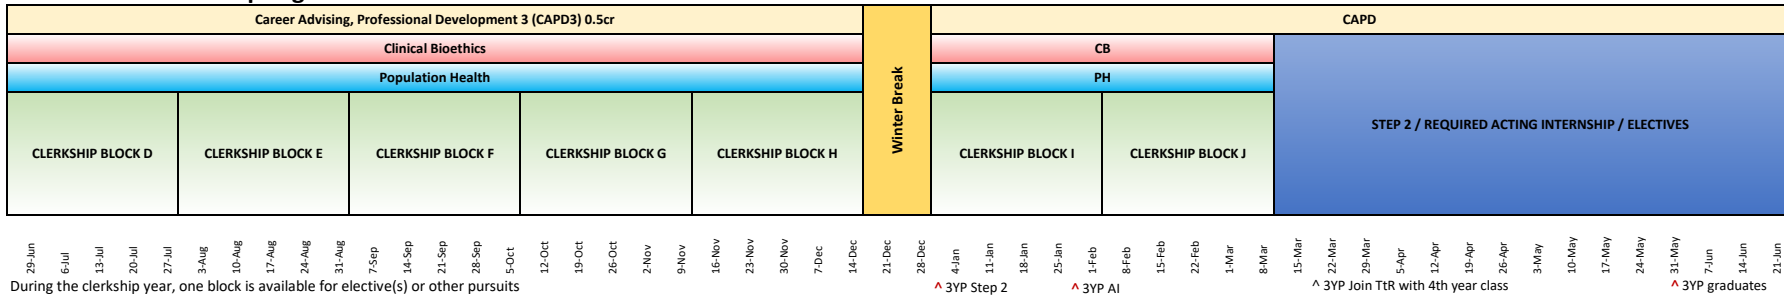 Career Advising, Professional Development 3 (CAPD3) 0.5cr
CAPD
Clinical Bioethics
CB
Population Health
PH
Winter Break
STEP 2 / REQUIRED ACTING INTERNSHIP / ELECTIVES
CLERKSHIP BLOCK D
CLERKSHIP BLOCK E
CLERKSHIP BLOCK F
CLERKSHIP BLOCK G
CLERKSHIP BLOCK H
CLERKSHIP BLOCK I
CLERKSHIP BLOCK J
29-Jun
6-Jul
13-Jul
20-Jul
27-Jul
3-Aug
10-Aug
17-Aug
24-Aug
31-Aug
7-Sep
14-Sep
21-Sep
28-Sep
5-Oct
12-Oct
19-Oct
26-Oct
2-Nov
9-Nov
16-Nov
23-Nov
30-Nov
7-Dec
14-Dec
21-Dec
28-Dec
4-Jan
11-Jan
18-Jan
25-Jan
1-Feb
8-Feb
15-Feb
22-Feb
1-Mar
8-Mar
15-Mar
22-Mar
29-Mar
5-Apr
12-Apr
19-Apr
26-Apr
3-May
10-May
17-May
24-May
31-May
7-Jun
14-Jun
21-Jun
During the clerkship year, one block is available for elective(s) or other pursuits
^ 3YP Step 2
^ 3YP AI
^ 3YP Join TtR with 4th year class
^ 3YP graduates